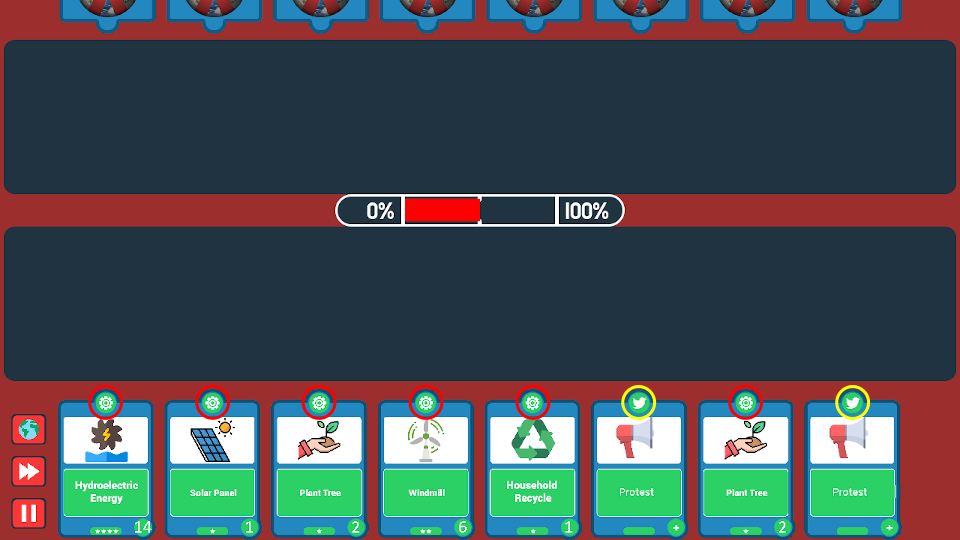 0% 100%
Hydroelectric
Energy
14
Solar Panel
1
Plant Tree
2
Windmill
6
Household
Recycle
1
Protest
+
Plant Tree
2
Protest
+